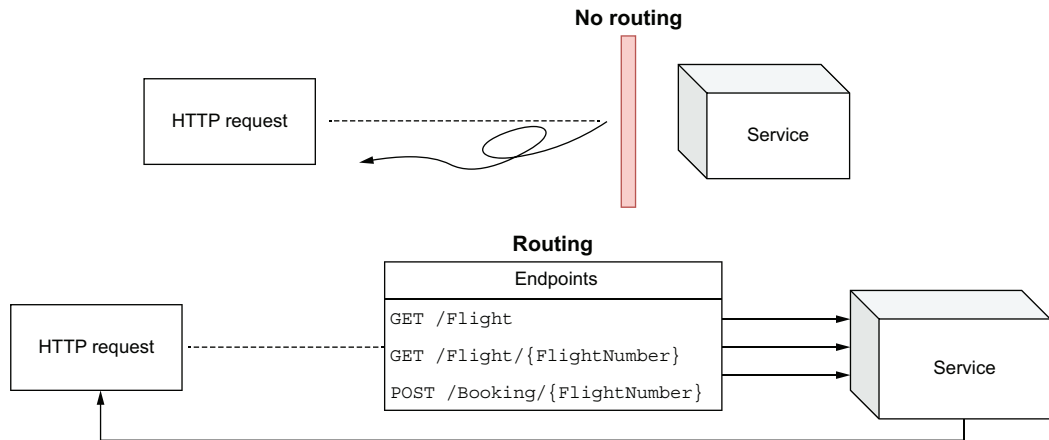 No routing
HTTP request
Service
Routing
Endpoints
GET /Flight
GET /Flight/{FlightNumber}
POST /Booking/{FlightNumber}
HTTP request
Service